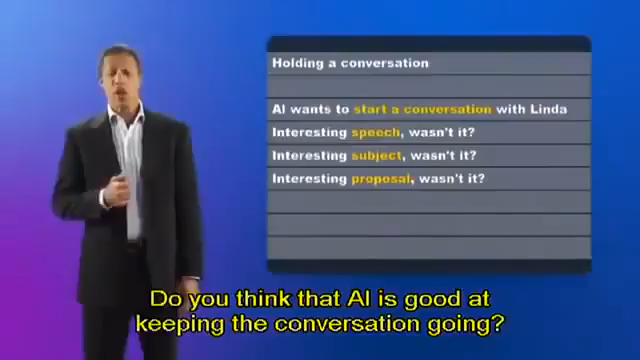 Holding a conversation
Al wants to start a conversation with Linda
Interesting speech, wasn't it?
Interesting subject, wasn't it?
Interesting proposal, wasn't it?
Do you think that Al is good at
keeping the conversation going?